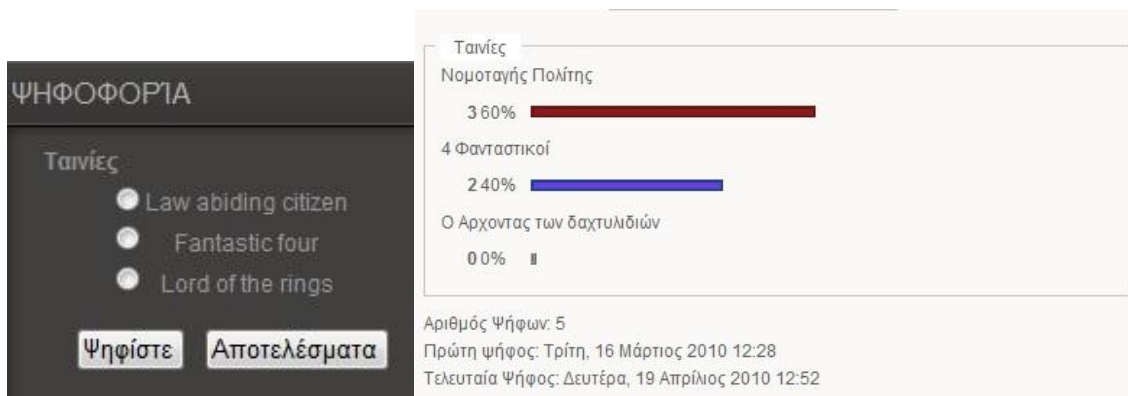 ΨΗΦΟΦΟΡΊΑ
Ταινίες
Law abiding citizen
Fantastic four
Lord of the rings
Ψηφίστε Αποτελέσματα
Ταινίες
Νομοταγής Πολίτης
3 60%
4 Φανταστικοί
2 40%
Ο Αρχοντας των δαχτυλιδιών
0 0%
Αριθμός Ψήφων: 5
Πρώτη ψήφος: Τρίτη, 16 Μάρτιος 2010 12:28
Τελευταία Ψήφος: Δευτέρα, 19 Απρίλιος 2010 12:52